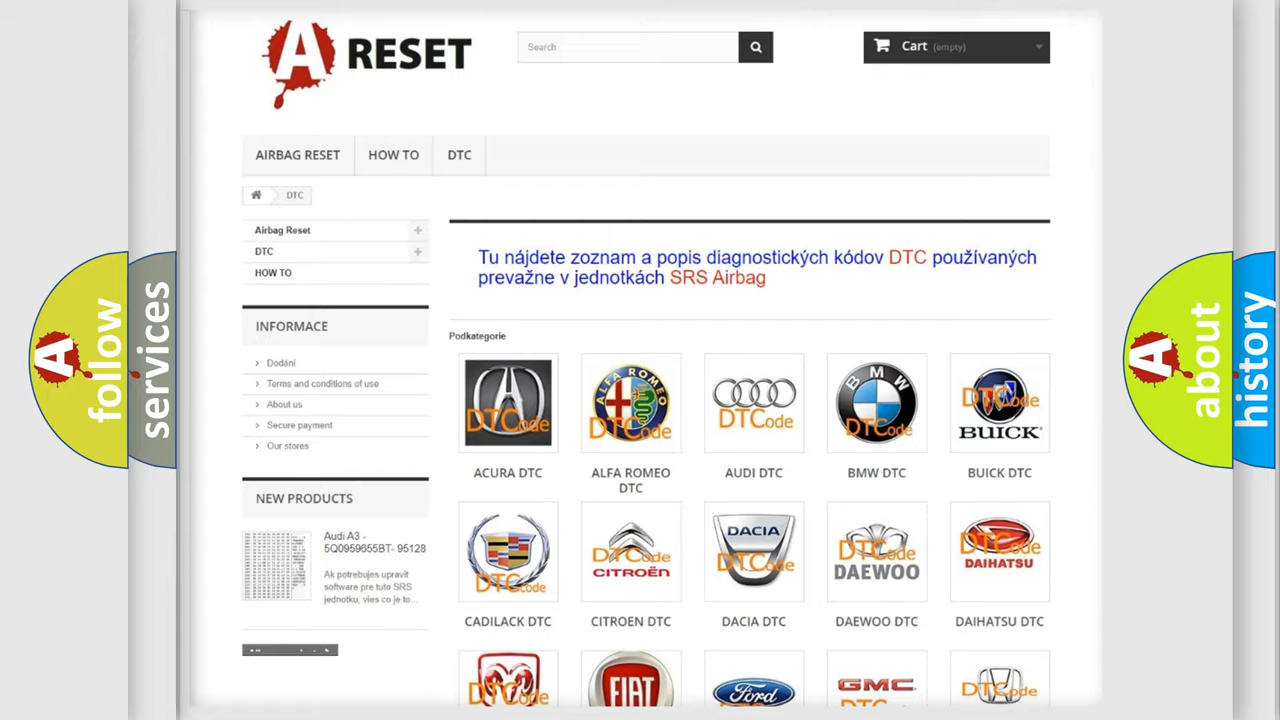 A RESET
Search
Cart (empty)
AIRBAG RESET
HOW TO
DTC
DTC
Airbag Reset
DTC
HOW TO
INFORMACE
Dodání
Terms and conditions of use
About us
Secure payment
Our stores
NEW PRODUCTS
Audi A3 -
5Q0959655BT- 95128
Ak potrebujes upravit
software pre tuto SRS
jednotku, vies co je to...
Tu nájdete zoznam a popis diagnostických kódov DTC používaných
prevažne v jednotkách SRS Airbag
Podkategorie
DTCode
ALFA ROMEO
DTCode
DTCode
BMW
DTCode
DTCode
BUICK
ACURA DTC
ALFA ROMEO
DTC
AUDI DTC
BMW DTC
BUICK DTC
DTCode
DTCode
CITROËN
DACIA
DTCode
DTCode
DAEWOO
DTCode
DAIHATSU
CADILACK DTC
CITROEN DTC
DACIA DTC
DAEWOO DTC
DAIHATSU DTC
DTCode
FIAT
Ford
GMC
DTCode
A follow
services
A about
history